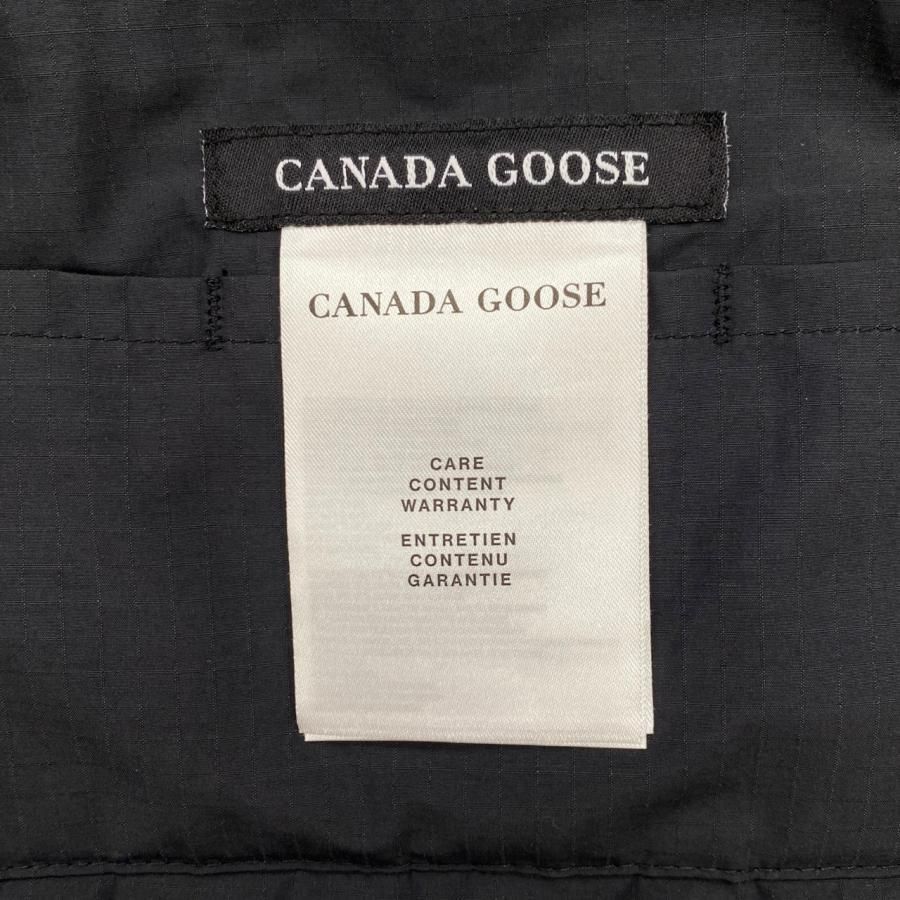 CANADA GOOSE
CANADA GOOSE
CARE
CONTENT
WARRANTY
ENTRETIEN
CONTENU
GARANTIE